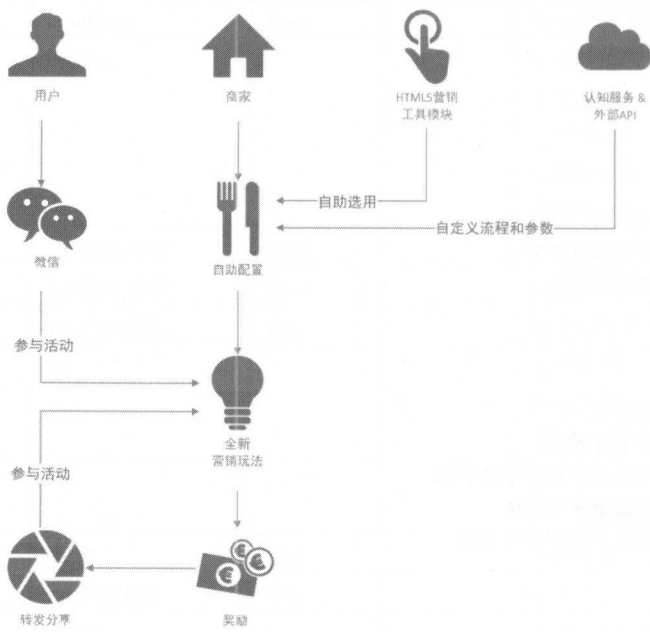 用户
商家
HTML5营销
工具模块
认知服务 &
外部API
自助选用
自定义流程和参数
微信
自助配置
参与活动
全新
营销玩法
参与活动
转发分享
奖励